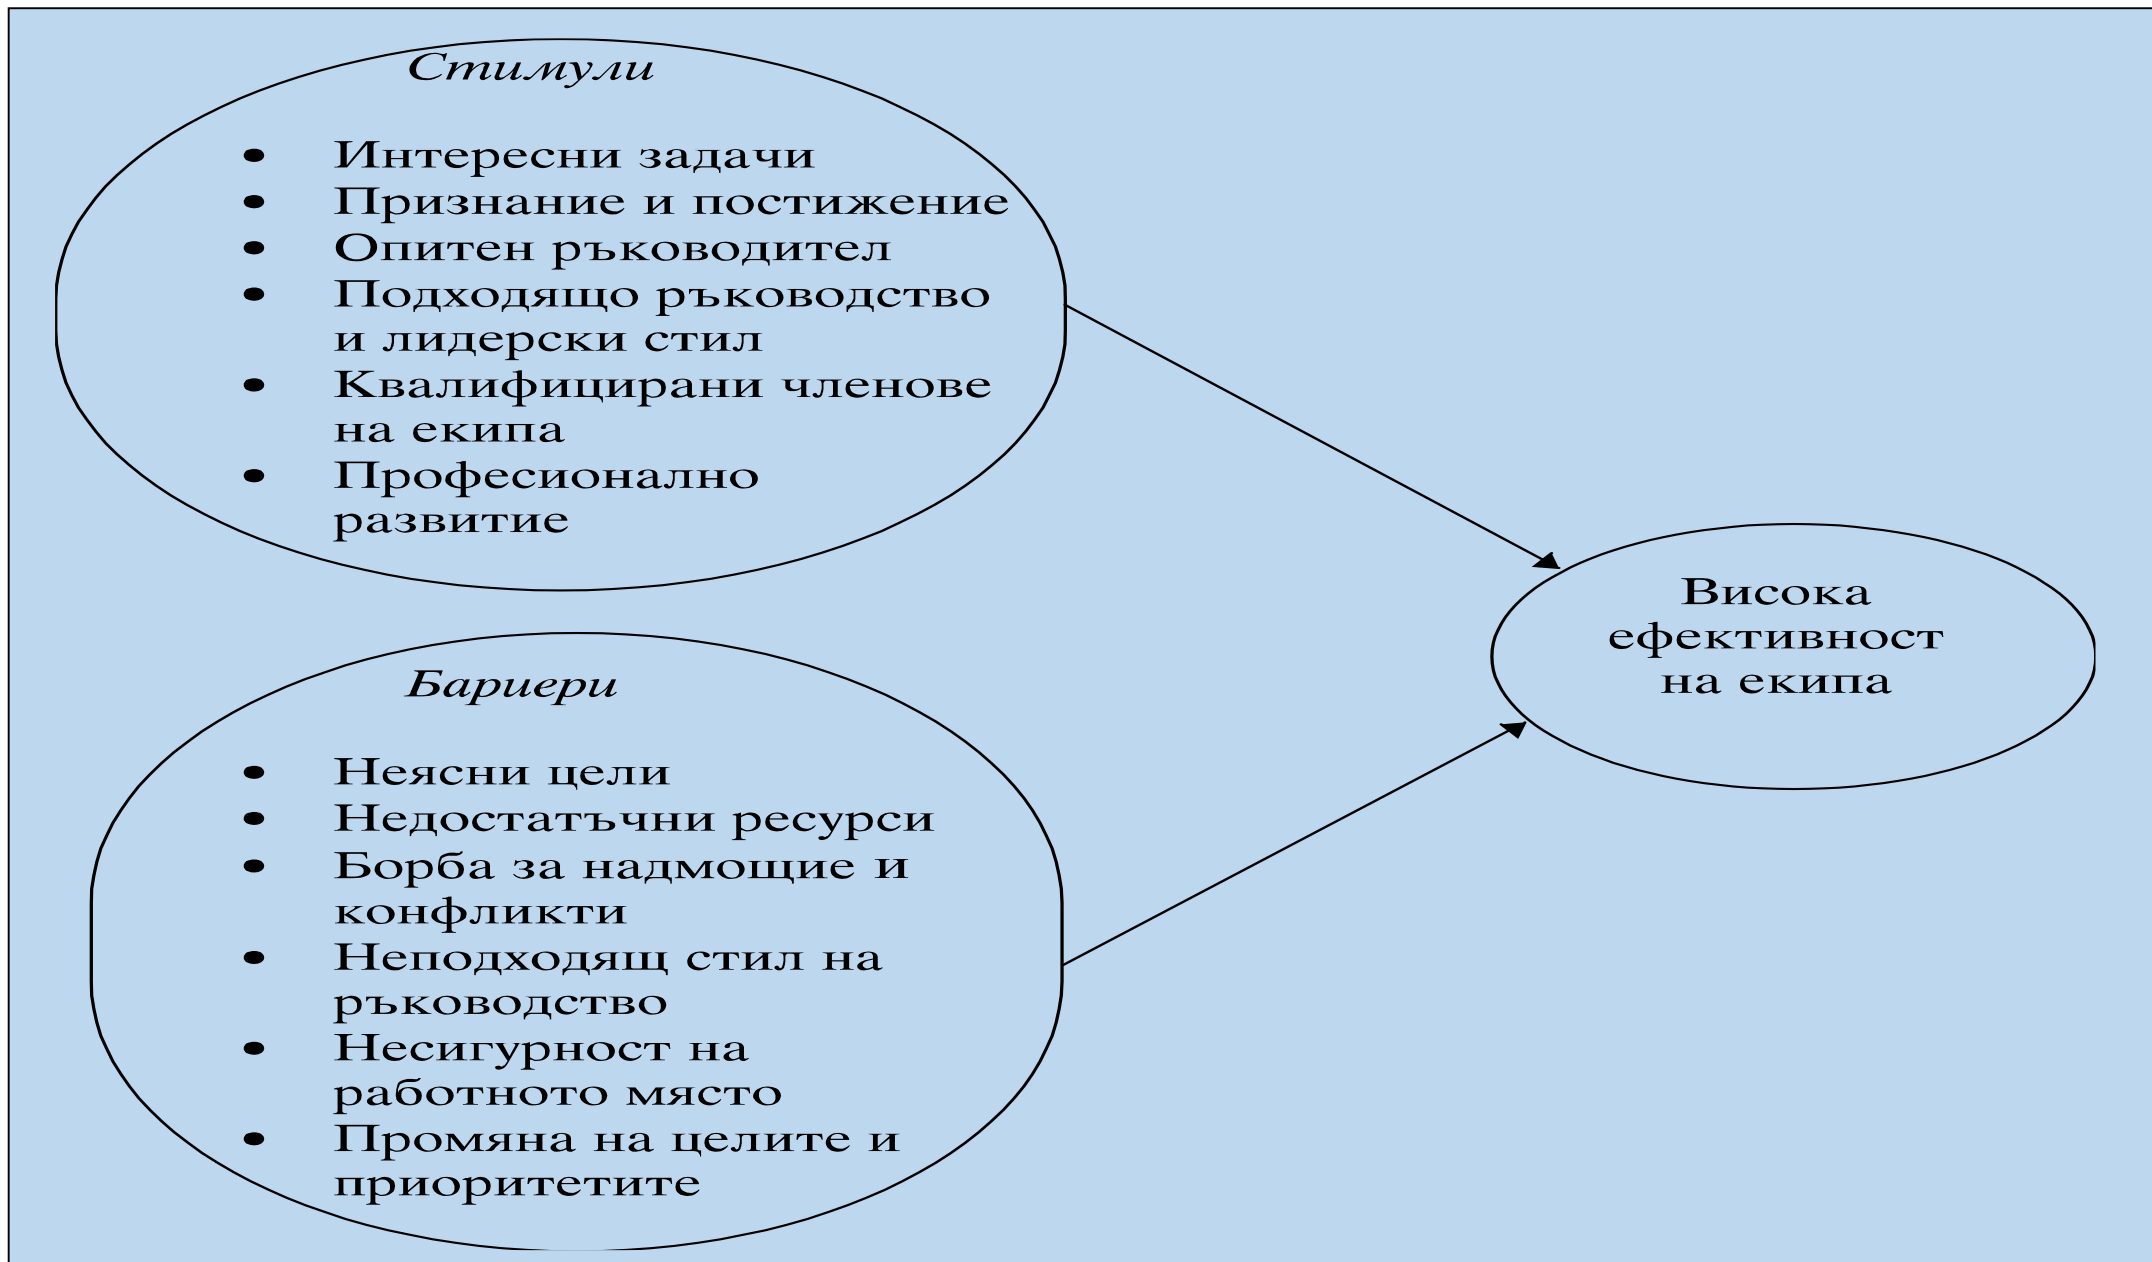 Стимули
• Интересни задачи
• Признание и постижение
• Опитен ръководител
• Подходящо ръководство
и лидерски стил
• Квалифицирани членове
на екипа
• Професионално
развитие
Бариери
• Неясни цели
• Недостатъчни ресурси
• Борба за надмощие и
конфликти
• Неподходящ стил на
ръководство
• Несигурност на
работното място
• Промяна на целите и
приоритетите
Висока
ефективност
на екипа